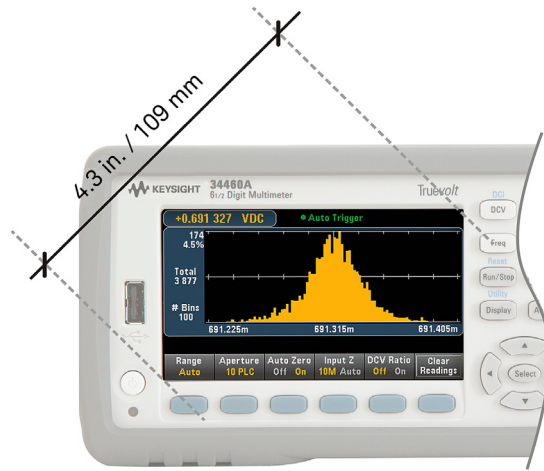 4.3 in. / 109 mm
KEYSIGHT 34460A
6 1/2 Digit Multimeter
Truevolt
DCI
DCV
Freq
Reset
Run/Stop
Utility
Display
A
Select
+0.691 327 VDC
Auto Trigger
174
4.5%
Total
3 877
# Bins
100
691.225m 691.315m 691.405m
Range Aperture Auto Zero Input Z DCV Ratio Clear
Auto 10 PLC Off On 10M Auto Off On Readings